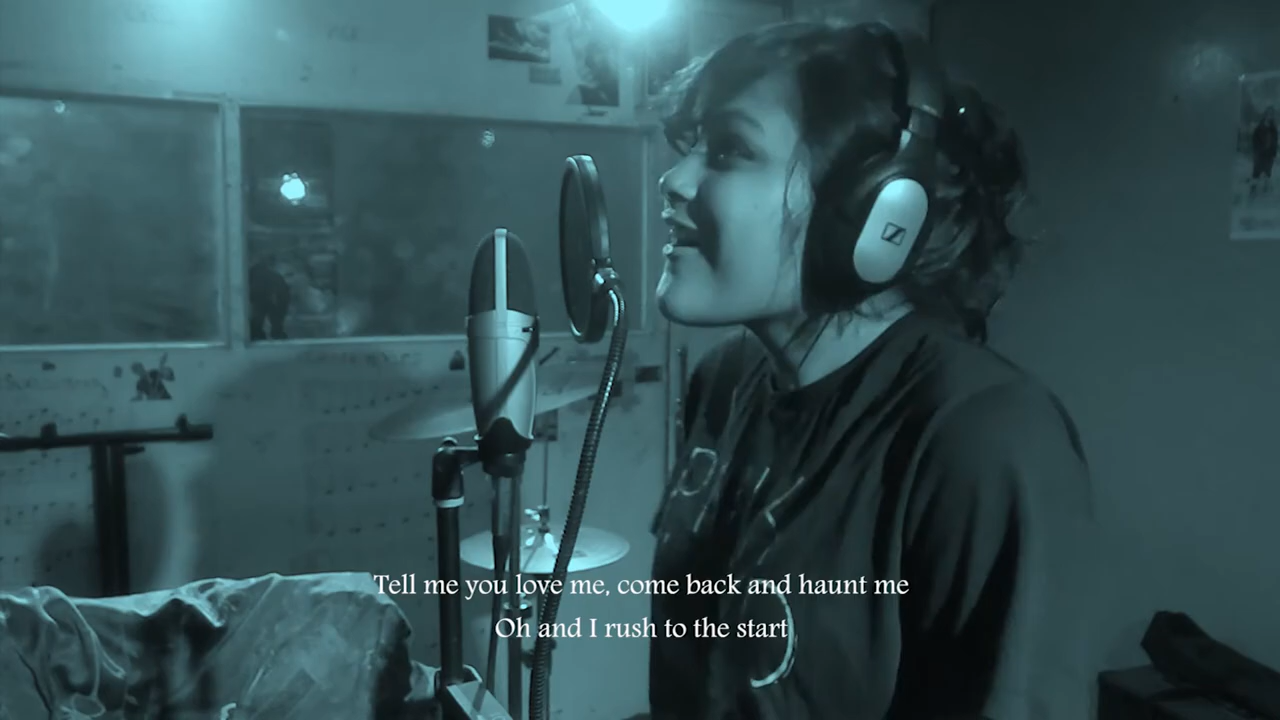 Tell me you love me, come back and haunt me
Oh and I rush to the start